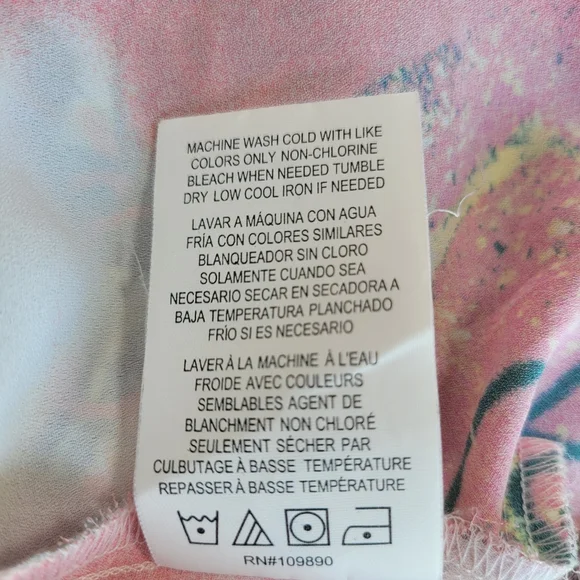 MACHINE WASH COLD WITH LIKE
COLORS ONLY NON-CHLORINE
BLEACH WHEN NEEDED TUMBLE
DRY LOW COOL IRON IF NEEDED
LAVAR A MÁQUINA CON AGUA
FRÍA CON COLORES SIMILARES
BLANQUEADOR SIN CLORO
SOLAMENTE CUANDO SEA
NECESARIO SECAR EN SECADORA A
BAJA TEMPERATURA PLANCHADO
FRÍO SI ES NECESARIO
LAVER À LA MACHINE À L'EAU
FROIDE AVEC COULEURS
SEMBLABLES AGENT DE
BLANCHMENT NON CHLORÉ
SEULEMENT SÉCHER PAR
CULBUTAGE À BASSE TEMPÉRATURE
REPASSER À BASSE TEMPÉRATURE
RN#109890